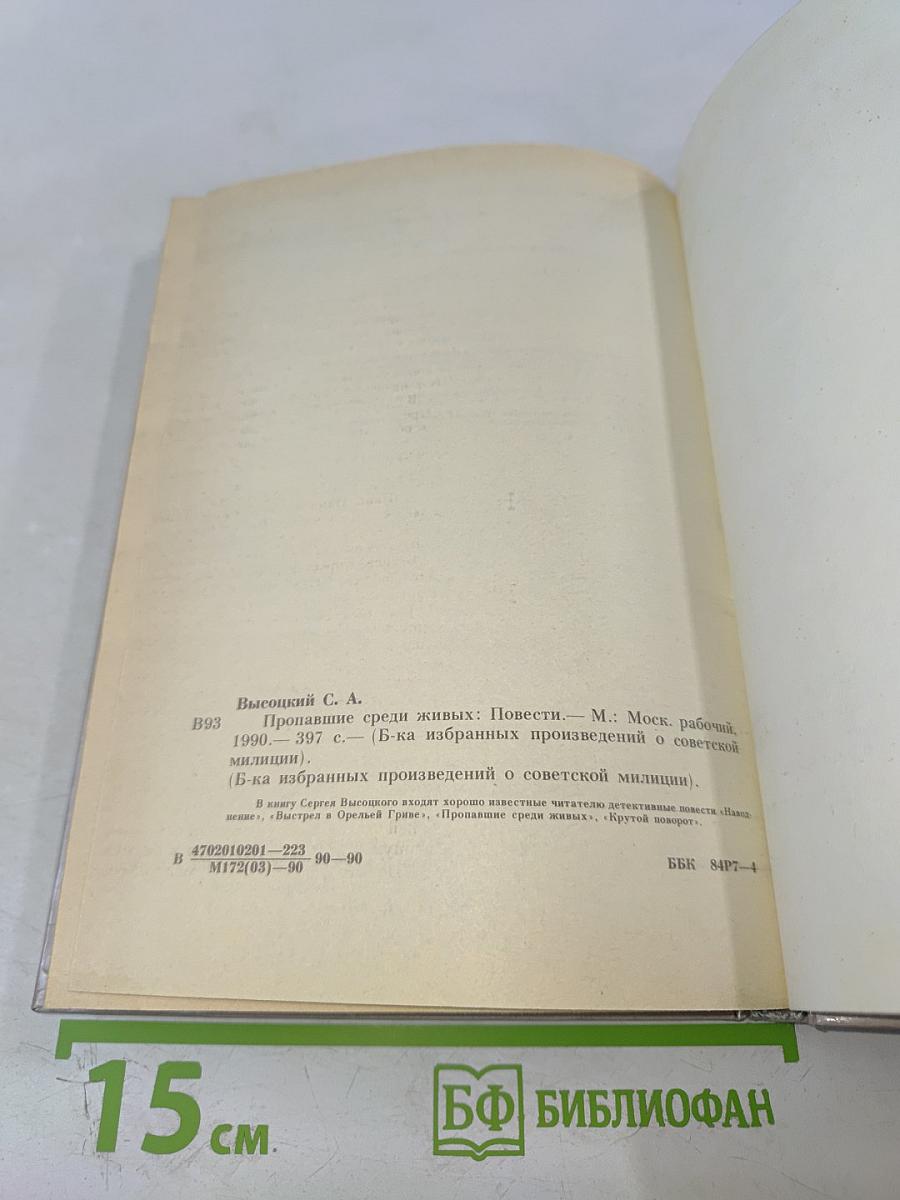 Высоцкий С. А.
В93 Пропавшие среди живых: Повести.— М.: Моск. рабочий,
1990.— 397 с.— (Б-ка избранных произведений о советской
милиции).
(Б-ка избранных произведений о советской милиции).
В книгу Сергея Высоцкого входят хорошо известные читателю детективные повести «Навод-
нение», «Выстрел в Орельей Гриве», «Пропавшие среди живых», «Крутой поворот».
В 4702010201—223
М172(03)—90 90—90
ББК 84Р7—4
15 см
БФ БИБЛИОФАН